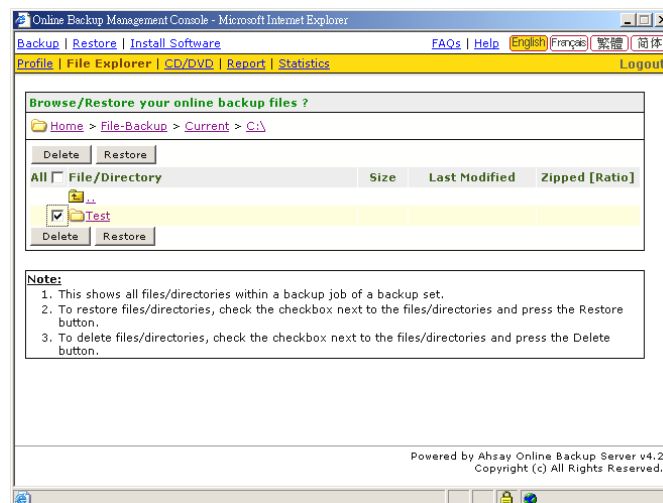 Online Backup Management Console - Microsoft Internet Explorer
Backup | Restore | Install Software FAQs | Help English Français 繁體 简体
Profile | File Explorer | CD/DVD | Report | Statistics Logout
Browse/Restore your online backup files ?
Home > File-Backup > Current > C:\
Delete Restore
All File/Directory Size Last Modified Zipped [Ratio]
..
Test
Delete Restore
Note:
1. This shows all files/directories within a backup job of a backup set.
2. To restore files/directories, check the checkbox next to the files/directories and press the Restore
button.
3. To delete files/directories, check the checkbox next to the files/directories and press the Delete
button.
Powered by Ahsay Online Backup Server v4.2
Copyright (c) All Rights Reserved.